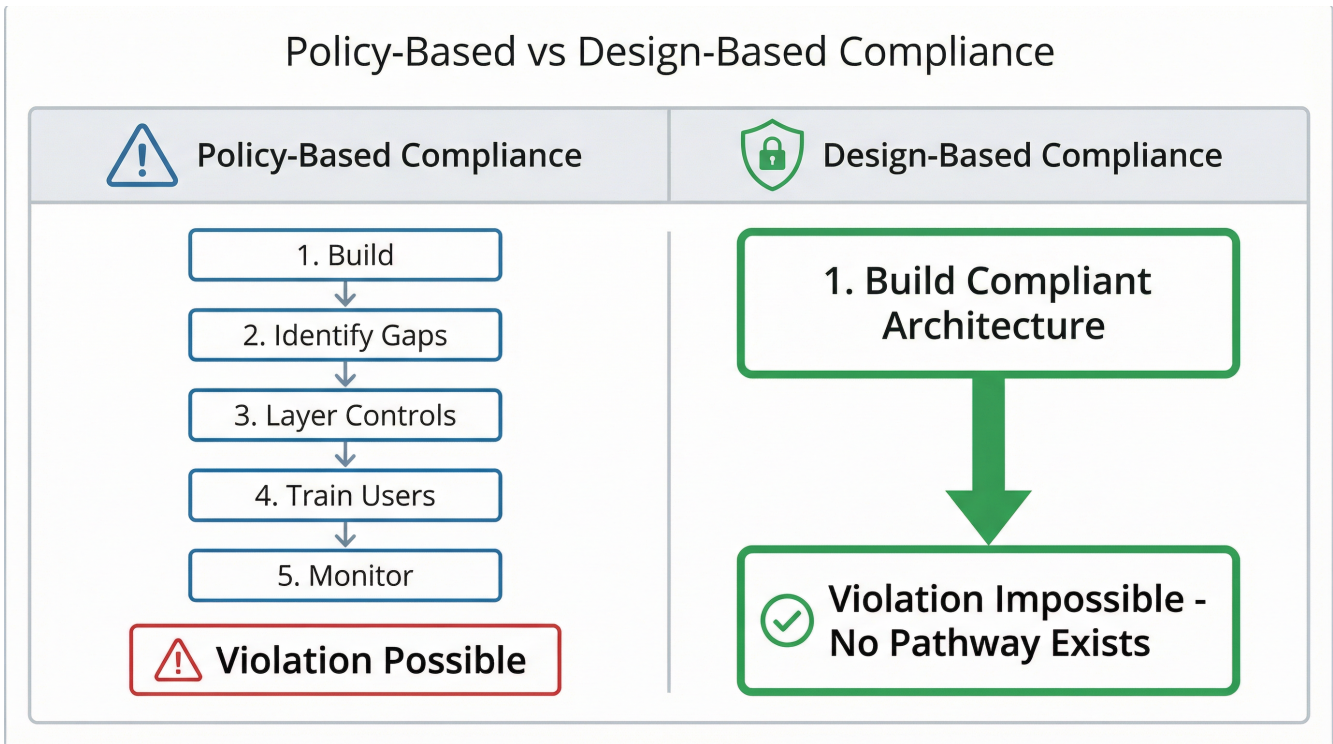 Policy-Based vs Design-Based Compliance
Policy-Based Compliance
1. Build
2. Identify Gaps
3. Layer Controls
4. Train Users
5. Monitor
Violation Possible
Design-Based Compliance
1. Build Compliant
Architecture
Violation Impossible -
No Pathway Exists